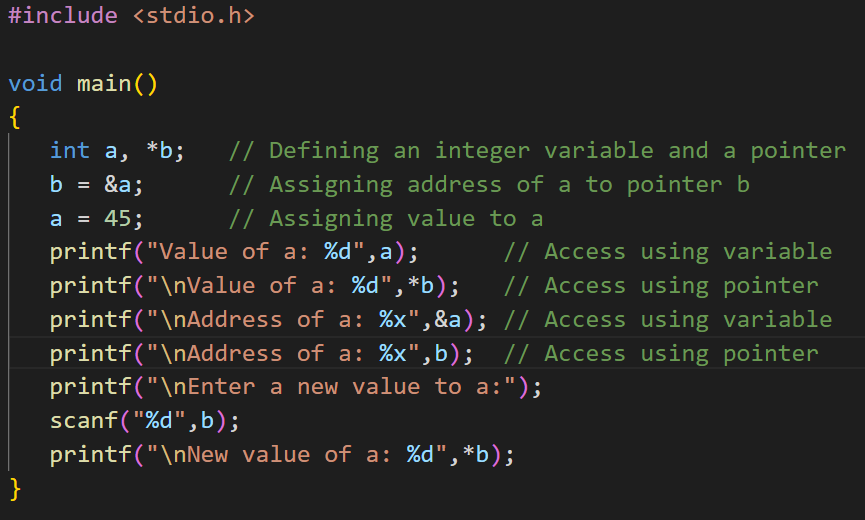 #include <stdio.h>
void main()
{
int a, *b;   // Defining an integer variable and a pointer
b = &a;      // Assigning address of a to pointer b
a = 45;      // Assigning value to a
printf("Value of a: %d",a);      // Access using variable
printf("\nValue of a: %d",*b);   // Access using pointer
printf("\nAddress of a: %x",&a); // Access using variable
printf("\nAddress of a: %x",b);  // Access using pointer
printf("\nEnter a new value to a:");
scanf("%d",b);
printf("\nNew value of a: %d",*b);
}